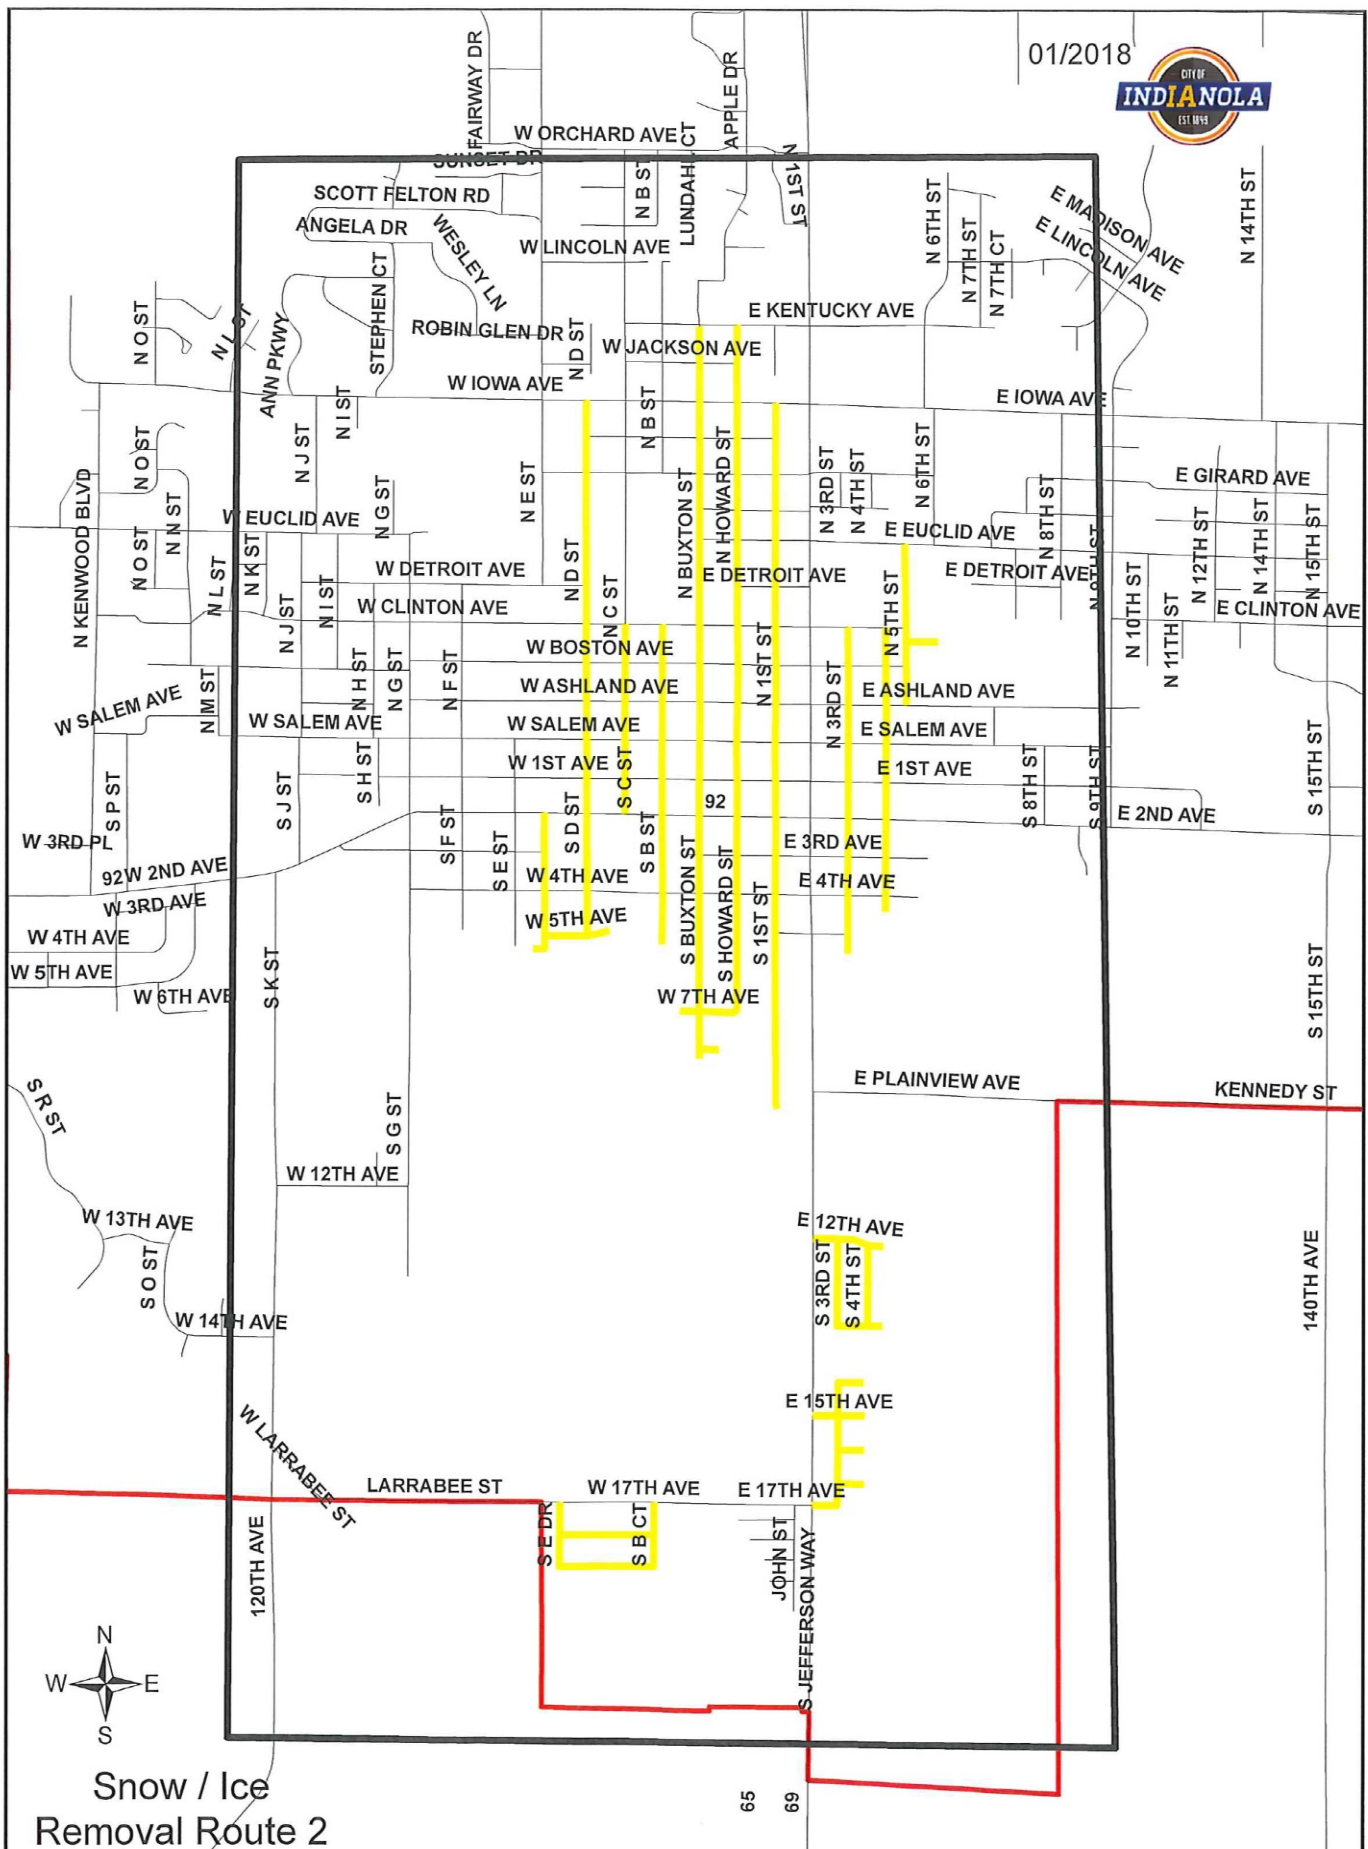 01/2018
CITY OF
INDIANOLA
EST. 1849
FAIRWAY DR
APPLE DR
W ORCHARD AVE
SUNSET DR
LUNDAHL CT
N 1ST ST
SCOTT FELTON RD
N B ST
N 6TH ST
E MADISON AVE
N 14TH ST
ANGELA DR
WESLEY LN
W LINCOLN AVE
N 7TH ST
N 7TH CT
E LINCOLN AVE
STEPHEN CT
N O ST
N L ST
ANN PKWY
ROBIN GLEN DR
N D ST
E KENTUCKY AVE
W JACKSON AVE
W IOWA AVE
E IOWA AVE
N I ST
N J ST
N B ST
N O ST
N KENWOOD BLVD
N N ST
N G ST
N E ST
N BUXTON ST
N HOWARD ST
N 3RD ST
N 4TH ST
N 6TH ST
N 8TH ST
E GIRARD AVE
W EUCLID AVE
E EUCLID AVE
N O ST
N L ST
N K ST
N J ST
N I ST
W DETROIT AVE
N D ST
E DETROIT AVE
N 5TH ST
E DETROIT AVE
N 9TH ST
N 10TH ST
N 11TH ST
N 12TH ST
N 14TH ST
N 15TH ST
W CLINTON AVE
N C ST
E CLINTON AVE
W BOSTON AVE
N 1ST ST
N H ST
N G ST
N F ST
W ASHLAND AVE
N 3RD ST
E ASHLAND AVE
W SALEM AVE
N M ST
W SALEM AVE
W SALEM AVE
E SALEM AVE
S P ST
S J ST
S H ST
W 1ST AVE
S C ST
E 1ST AVE
S 8TH ST
S 9TH ST
S 15TH ST
92
E 2ND AVE
W 3RD PL
S F ST
S E ST
S D ST
S B ST
E 3RD AVE
92
W 2ND AVE
W 4TH AVE
E 4TH AVE
W 3RD AVE
W 5TH AVE
S BUXTON ST
S HOWARD ST
S 1ST ST
W 4TH AVE
W 5TH AVE
S K ST
S 15TH ST
W 6TH AVE
W 7TH AVE
S R ST
S G ST
E PLAINVIEW AVE
KENNEDY ST
W 12TH AVE
W 13TH AVE
E 12TH AVE
S O ST
S 3RD ST
S 4TH ST
140TH AVE
W 14TH AVE
E 15TH AVE
W LARRABEE ST
LARRABEE ST
W 17TH AVE
E 17TH AVE
S E DR
S B CT
JOHN ST
120TH AVE
S JEFFERSON WAY
N
W
E
S
Snow / Ice
Removal Route 2
65
69